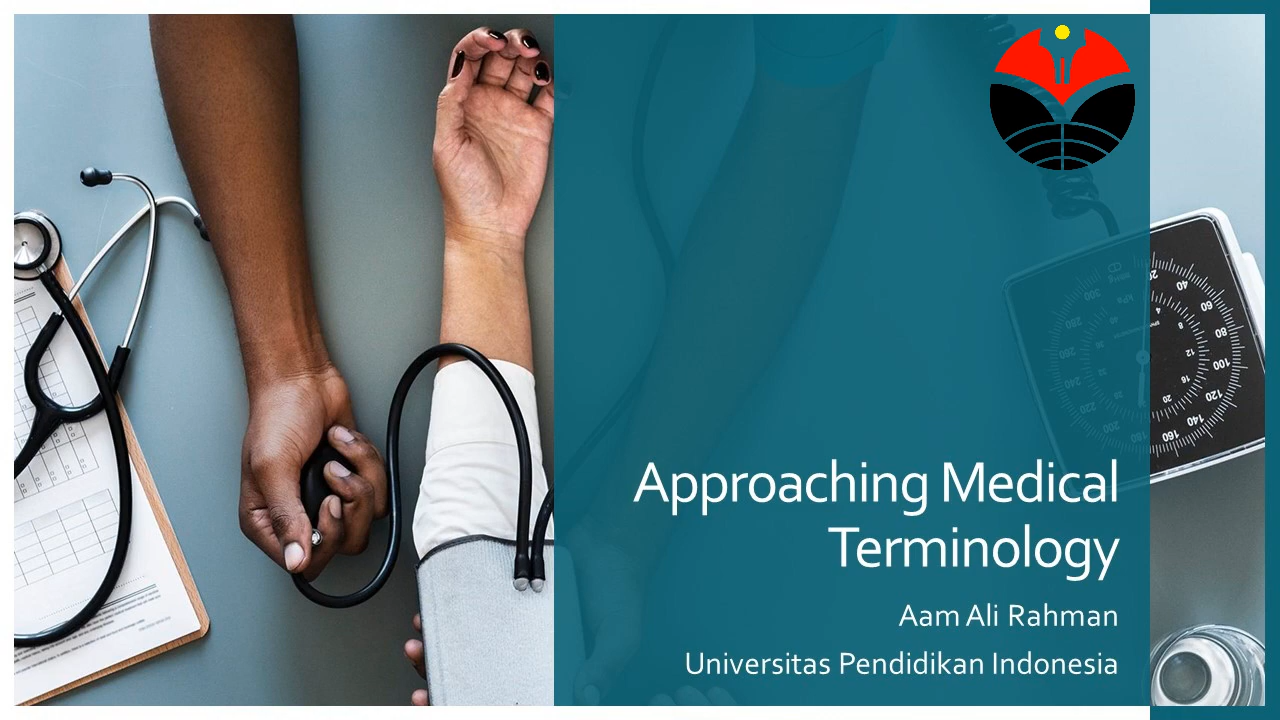 Approaching Medical
Terminology
Aam Ali Rahman
Universitas Pendidikan Indonesia